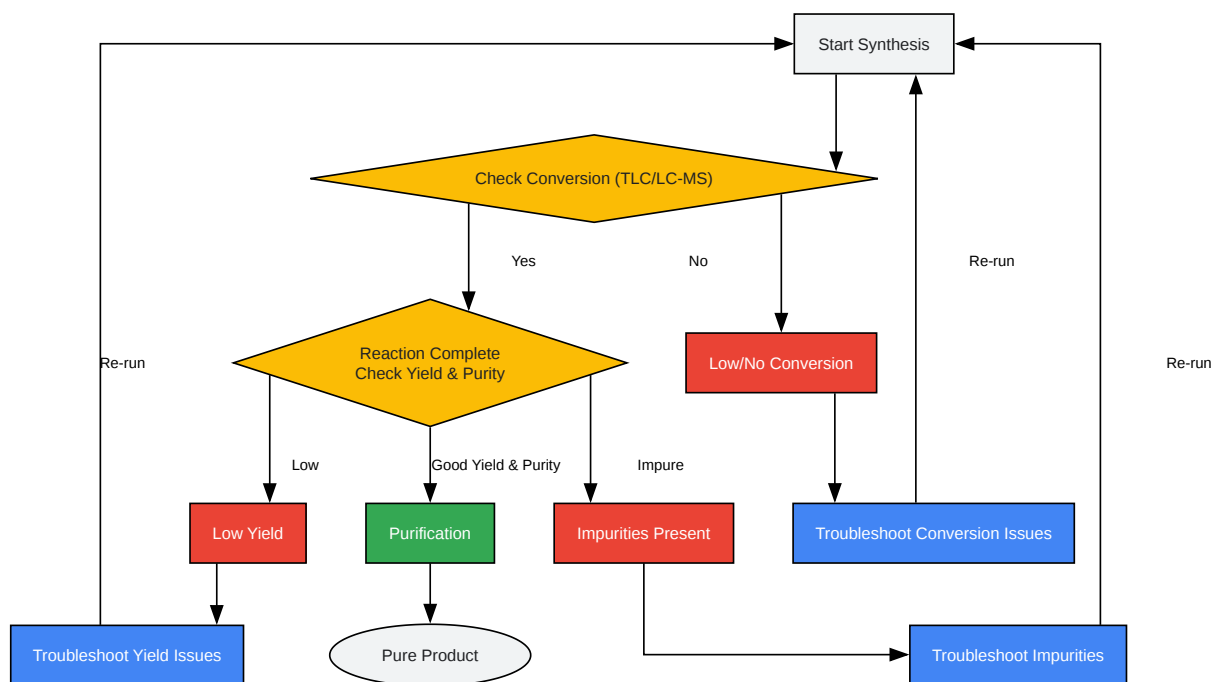 Start Synthesis
Check Conversion (TLC/LC-MS)
Yes
No
Re-run
Reaction Complete
Check Yield & Purity
Low/No Conversion
Re-run
Re-run
Low
Good Yield & Purity
Impure
Low Yield
Purification
Impurities Present
Troubleshoot Conversion Issues
Troubleshoot Yield Issues
Pure Product
Troubleshoot Impurities